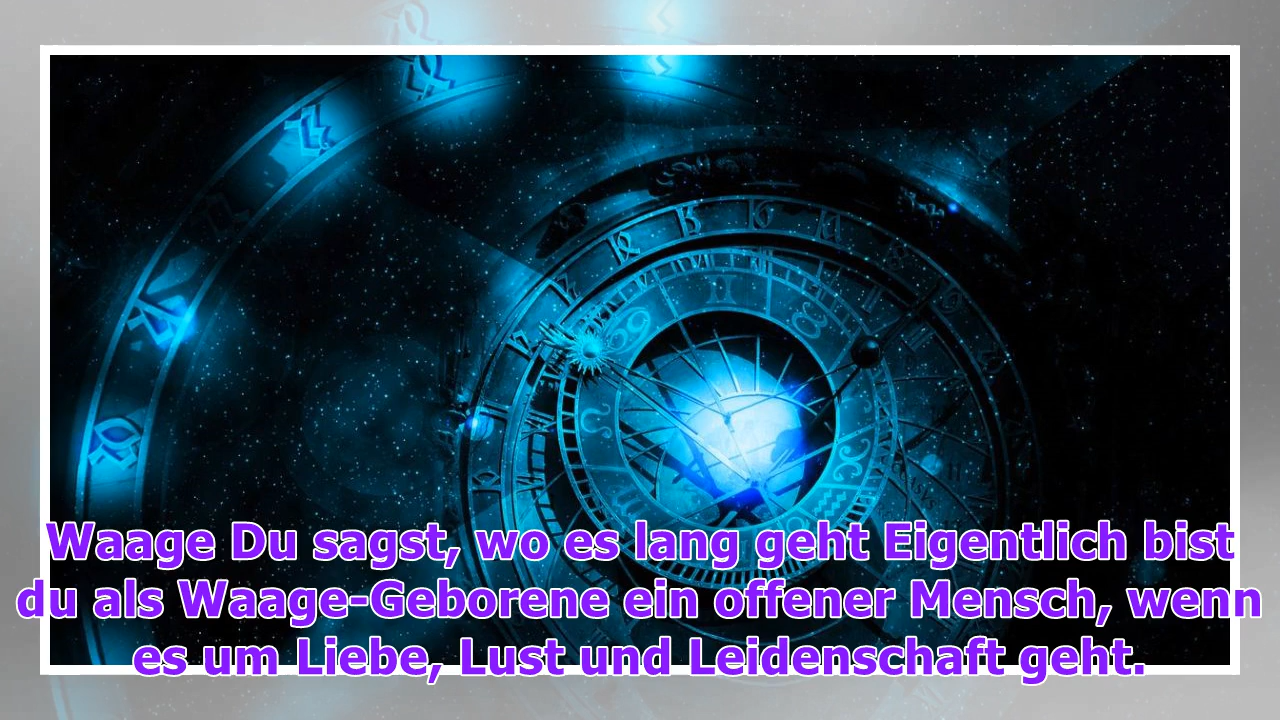 Waage Du sagst, wo es lang geht Eigentlich bist
du als Waage-Geborene ein offener Mensch, wenn
es um Liebe, Lust und Leidenschaft geht.